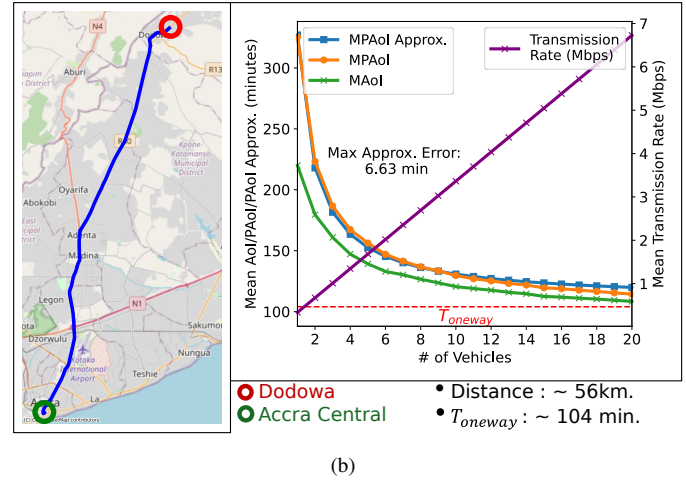 N4
Dodowa
Aburi
R13
R40
Kpone-
Katamanso
Municipal
District
Oyarifa
Abokobi
Adenta
Madina
Legon
N1
Sakumon
Dzorwulu
Kotoka
International
Airport
Nungua
Teshie
La
Accra
(C) OpenStreetMap contributors
MPAoI Approx.
MPAoI
MAoI
Transmission
Rate (Mbps)
Max Approx. Error:
6.63 min
Mean AoI/PAoI/PAoI Approx. (minutes)
300
250
200
150
100
7
6
5
4
3
2
1
Mean Transmission Rate (Mbps)
T_oneway
2 4 6 8 10 12 14 16 18 20
# of Vehicles
Dodowa
Accra Central
• Distance : ~ 56km.
• T_oneway : ~ 104 min.
(b)